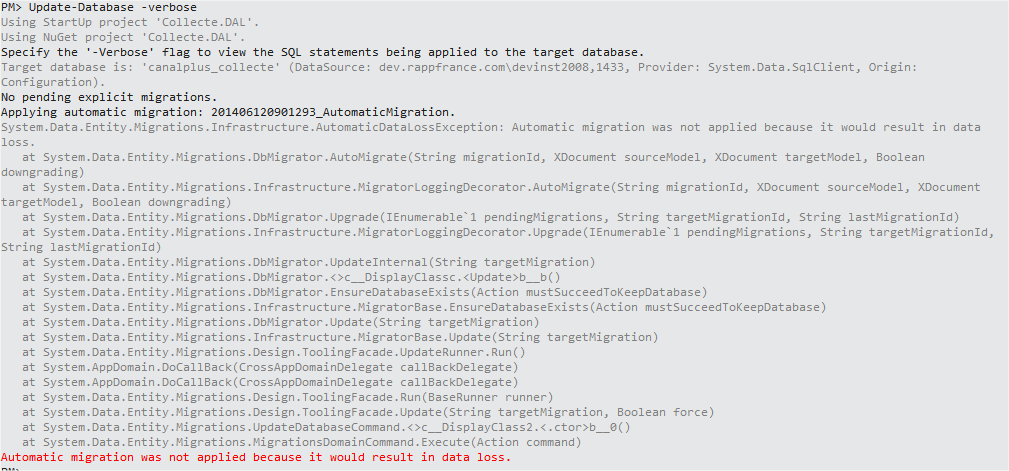 PM> Update-Database -verbose
Using StartUp project 'Collecte.DAL'.
Using NuGet project 'Collecte.DAL'.
Specify the '-Verbose' flag to view the SQL statements being applied to the target database.
Target database is: 'canalplus_collecte' (DataSource: dev.rappfrance.com\devinst2008,1433, Provider: System.Data.SqlClient, Origin:
Configuration).
No pending explicit migrations.
Applying automatic migration: 201406120901293_AutomaticMigration.
System.Data.Entity.Migrations.Infrastructure.AutomaticDataLossException: Automatic migration was not applied because it would result in data
loss.
   at System.Data.Entity.Migrations.DbMigrator.AutoMigrate(String migrationId, XDocument sourceModel, XDocument targetModel, Boolean
downgrading)
   at System.Data.Entity.Migrations.Infrastructure.MigratorLoggingDecorator.AutoMigrate(String migrationId, XDocument sourceModel, XDocument
targetModel, Boolean downgrading)
   at System.Data.Entity.Migrations.DbMigrator.Upgrade(IEnumerable`1 pendingMigrations, String targetMigrationId, String lastMigrationId)
   at System.Data.Entity.Migrations.Infrastructure.MigratorLoggingDecorator.Upgrade(IEnumerable`1 pendingMigrations, String targetMigrationId,
String lastMigrationId)
   at System.Data.Entity.Migrations.DbMigrator.UpdateInternal(String targetMigration)
   at System.Data.Entity.Migrations.DbMigrator.<>c__DisplayClassc.<Update>b__b()
   at System.Data.Entity.Migrations.DbMigrator.EnsureDatabaseExists(Action mustSucceedToKeepDatabase)
   at System.Data.Entity.Migrations.Infrastructure.MigratorBase.EnsureDatabaseExists(Action mustSucceedToKeepDatabase)
   at System.Data.Entity.Migrations.DbMigrator.Update(String targetMigration)
   at System.Data.Entity.Migrations.Infrastructure.MigratorBase.Update(String targetMigration)
   at System.Data.Entity.Migrations.Design.ToolingFacade.UpdateRunner.Run()
   at System.AppDomain.DoCallBack(CrossAppDomainDelegate callBackDelegate)
   at System.AppDomain.DoCallBack(CrossAppDomainDelegate callBackDelegate)
   at System.Data.Entity.Migrations.Design.ToolingFacade.Run(BaseRunner runner)
   at System.Data.Entity.Migrations.Design.ToolingFacade.Update(String targetMigration, Boolean force)
   at System.Data.Entity.Migrations.UpdateDatabaseCommand.<>c__DisplayClass2.<.ctor>b__0()
   at System.Data.Entity.Migrations.MigrationsDomainCommand.Execute(Action command)
Automatic migration was not applied because it would result in data loss.
PM>